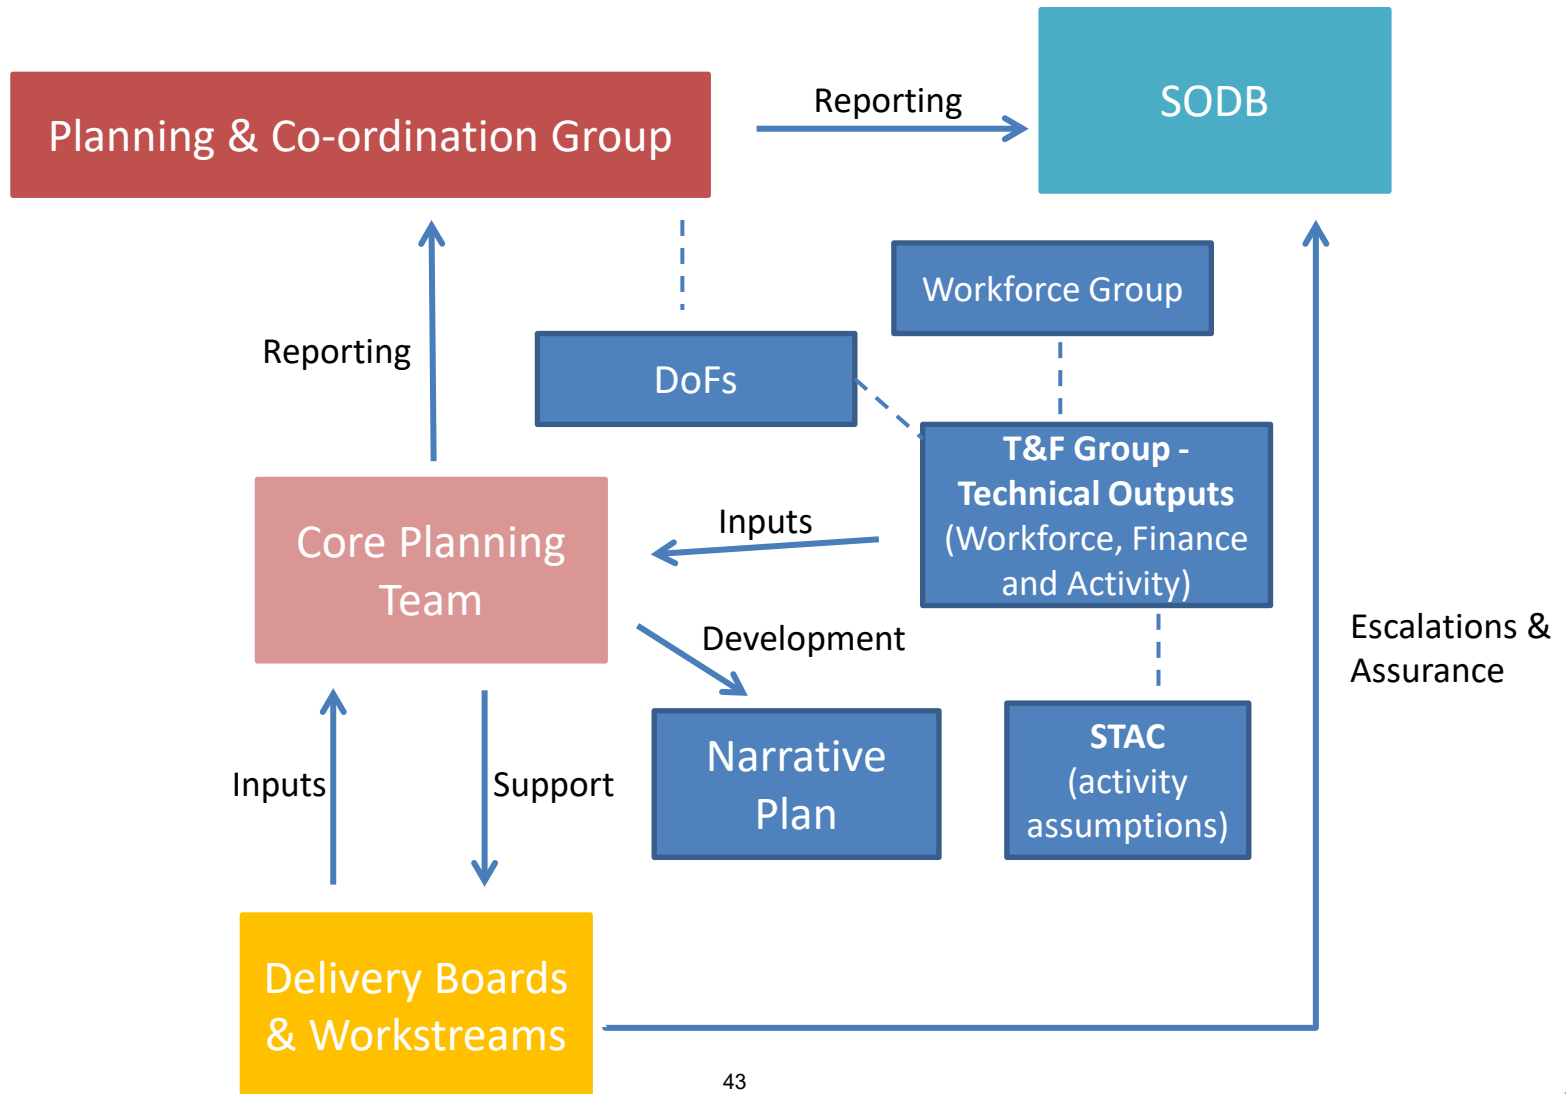 Planning & Co-ordination Group
Reporting
SODB
Workforce Group
Reporting
DoFs
T&F Group -
Technical Outputs
(Workforce, Finance
and Activity)
Inputs
Core Planning
Team
Development
Escalations &
Assurance
Narrative
Plan
STAC
(activity
assumptions)
Inputs
Support
Delivery Boards
& Workstreams
43